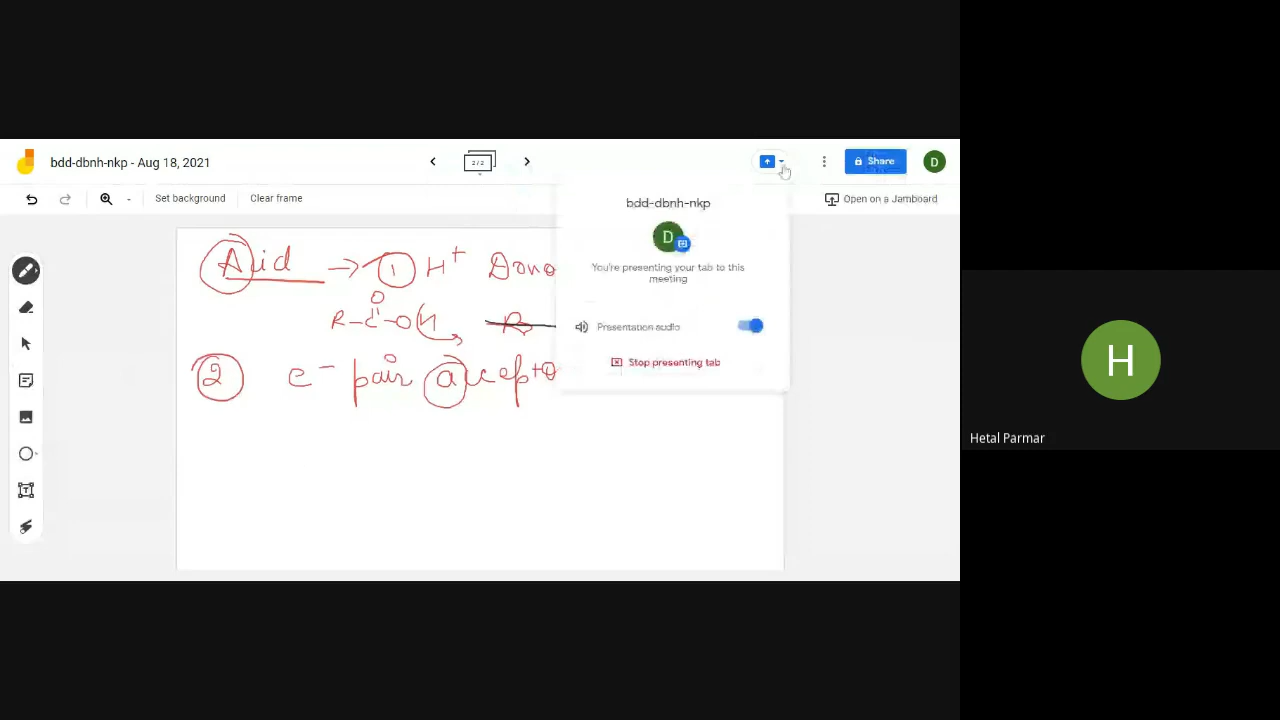 bdd-dbnh-nkp - Aug 18, 2021
2 / 2
Share
D
Set background
Clear frame
Open on a Jamboard
bdd-dbnh-nkp
D
You're presenting your tab to this
meeting
Presentation audio
Stop presenting tab
Acid → 1 H+ Dono
O
R-C-OH
2 e- pair accepto
H
Hetal Parmar